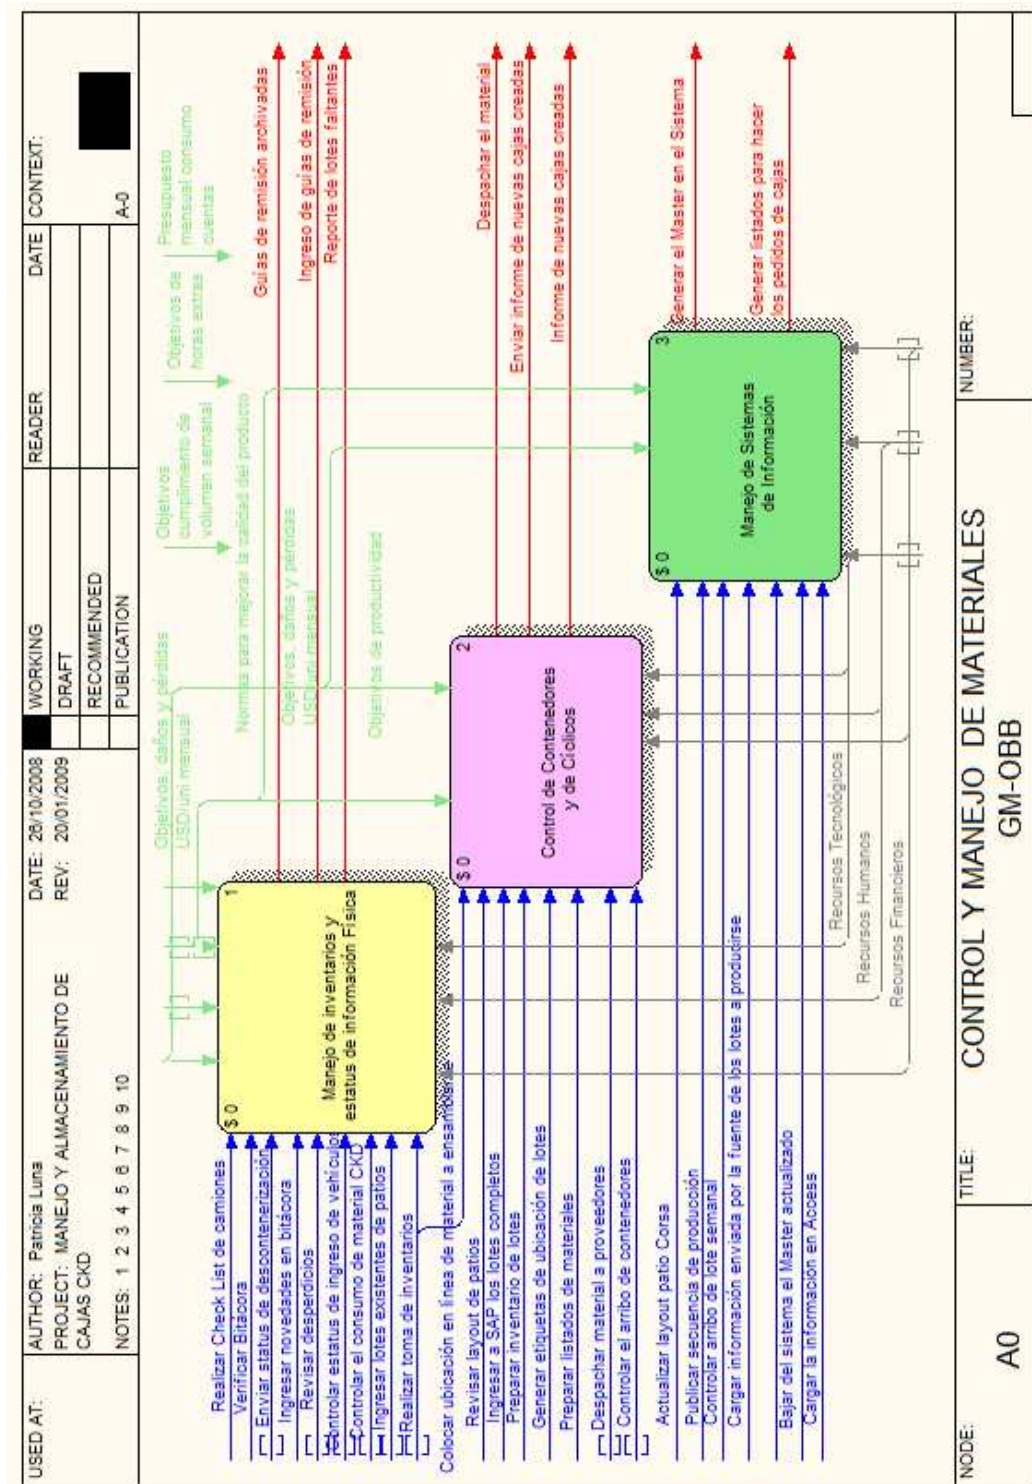 USED AT:
AUTHOR: Patricia Luna
PROJECT: MANEJO Y ALMACENAMIENTO DE
CAJAS CKD
NOTES: 1 2 3 4 5 6 7 8 9 10
DATE: 26/10/2008
REV: 20/01/2009
WORKING
DRAFT
RECOMMENDED
PUBLICATION
READER
DATE
CONTEXT:
A-0
Objetivos, daños y pérdidas
USD/uni mensual
Objetivos
cumplimiento de
volumen semanal
Objetivos de
horas extras
Presupuesto
mensual consumo
cuentas
Normas para mejorar la calidad del producto
Objetivos, daños y pérdidas
USD/uni mensual
Objetivos de productividad
Realizar Check List de camiones
Verificar Bitácora
Enviar status de descontenerización
Ingresar novedades en bitácora
Revisar desperdicios
Controlar estatus de ingreso de vehículos
Controlar el consumo de material CKD
Ingresar lotes existentes de patios
Realizar toma de inventarios
$ 0
1
Manejo de inventarios y
estatus de información Física
Guías de remisión archivadas
Ingreso de guías de remisión
Reporte de lotes faltantes
Colocar ubicación en línea de material a ensamblarse
Revisar layout de patios
Ingresar a SAP los lotes completos
Preparar inventario de lotes
Generar etiquetas de ubicación de lotes
Preparar listados de materiales
Despachar material a proveedores
Controlar el arribo de contenedores
$ 0
2
Control de Contenedores
y de Cíclicos
Despachar el material
Enviar informe de nuevas cajas creadas
Informe de nuevas cajas creadas
Actualizar layout patio Corsa
Publicar secuencia de producción
Controlar arribo de lote semanal
Cargar información enviada por la fuente de los lotes a producirse
Bajar del sistema el Master actualizado
Cargar la informacion en Access
$ 0
3
Manejo de Sistemas
de Información
Generar el Master en el Sistema
Generar listados para hacer
los pedidos de cajas
Recursos Tecnológicos
Recursos Humanos
Recursos Financieros
NODE:
A0
TITLE:
CONTROL Y MANEJO DE MATERIALES
GM-OBB
NUMBER: